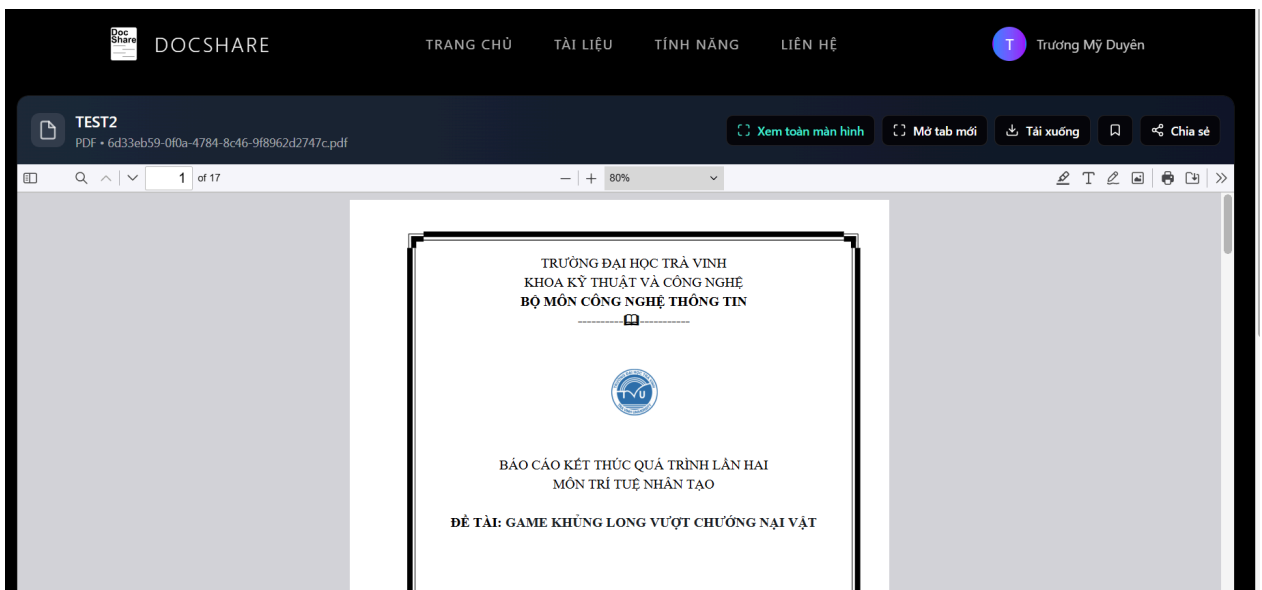 Doc
Share
DOCSHARE
TRANG CHỦ
TÀI LIỆU
TÍNH NĂNG
LIÊN HỆ
T
Trương Mỹ Duyên
TEST2
PDF • 6d33eb59-0f0a-4784-8c46-9f8962d2747c.pdf
Xem toàn màn hình
Mở tab mới
Tải xuống
Chia sẻ
1 of 17
80%
TRƯỜNG ĐẠI HỌC TRÀ VINH
KHOA KỸ THUẬT VÀ CÔNG NGHỆ
BỘ MÔN CÔNG NGHỆ THÔNG TIN
TVU
BÁO CÁO KẾT THÚC QUÁ TRÌNH LẦN HAI
MÔN TRÍ TUỆ NHÂN TẠO
ĐỀ TÀI: GAME KHỦNG LONG VƯỢT CHƯỚNG NẠI VẬT